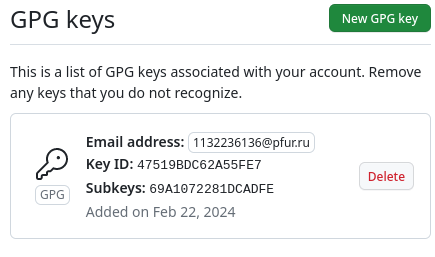 GPG keys
New GPG key
This is a list of GPG keys associated with your account. Remove
any keys that you do not recognize.
Email address: 1132236136@pfur.ru
Key ID: 47519BDC62A55FE7
GPG
Subkeys: 69A1072281DCADFE
Delete
Added on Feb 22, 2024